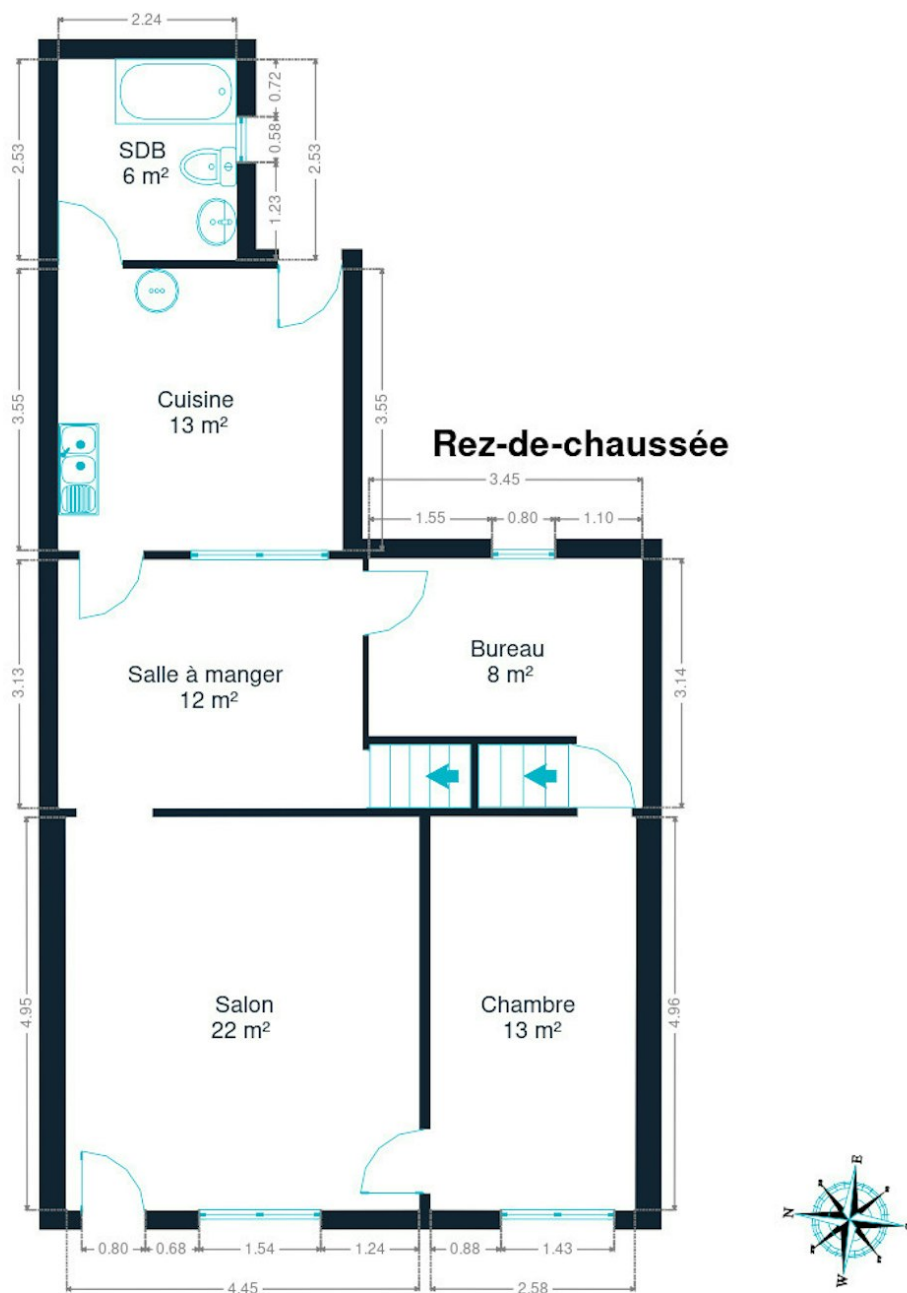 2.24
2.53
0.72
0.58
1.23
2.53
SDB
6 m²
3.55
Cuisine
13 m²
3.55
Rez-de-chaussée
3.45
1.55
0.80
1.10
3.13
Salle à manger
12 m²
Bureau
8 m²
3.14
4.95
Salon
22 m²
Chambre
13 m²
4.96
E
N
W
0.80
0.68
1.54
1.24
0.88
1.43
4.45
2.58